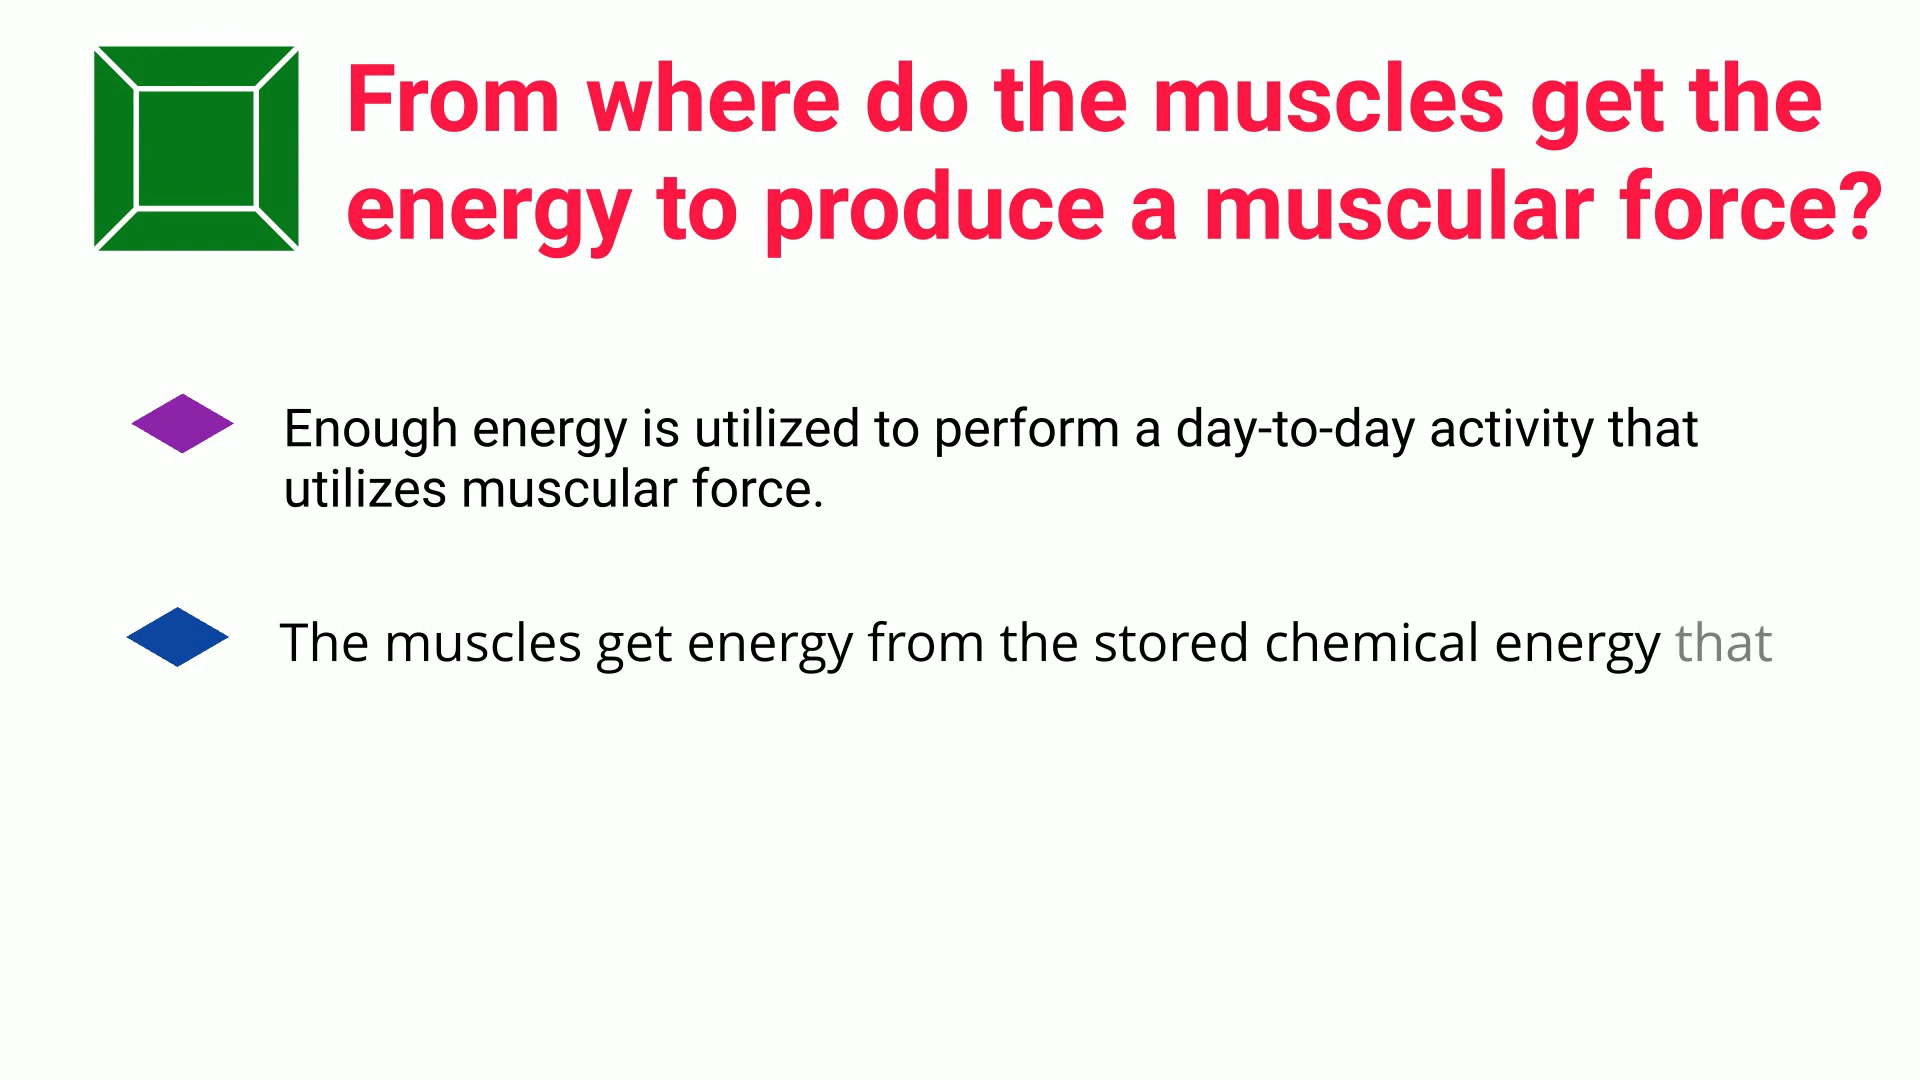 From where do the muscles get the
energy to produce a muscular force?
Enough energy is utilized to perform a day-to-day activity that
utilizes muscular force.
The muscles get energy from the stored chemical energy that